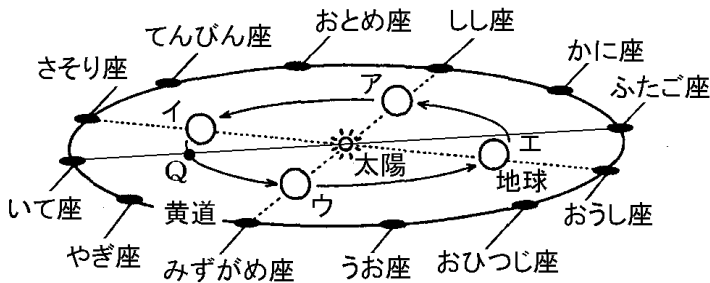 おとめ座
しし座
てんびん座
かに座
さそり座
ふたご座
ア
イ
エ
太陽
Q
地球
ウ
いて座
黄道
おうし座
やぎ座
みずがめ座
うお座
おひつじ座